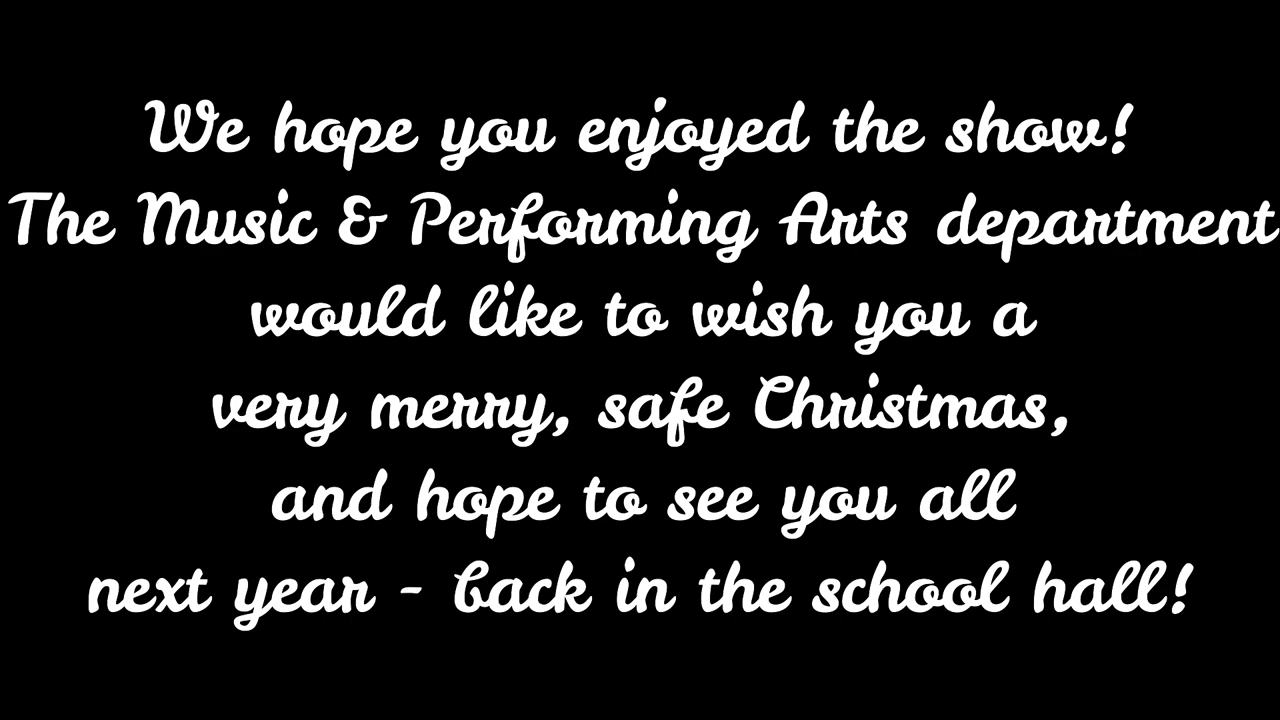 We hope you enjoyed the show!
The Music & Performing Arts department
would like to wish you a
very merry, safe Christmas,
and hope to see you all
next year - back in the school hall!